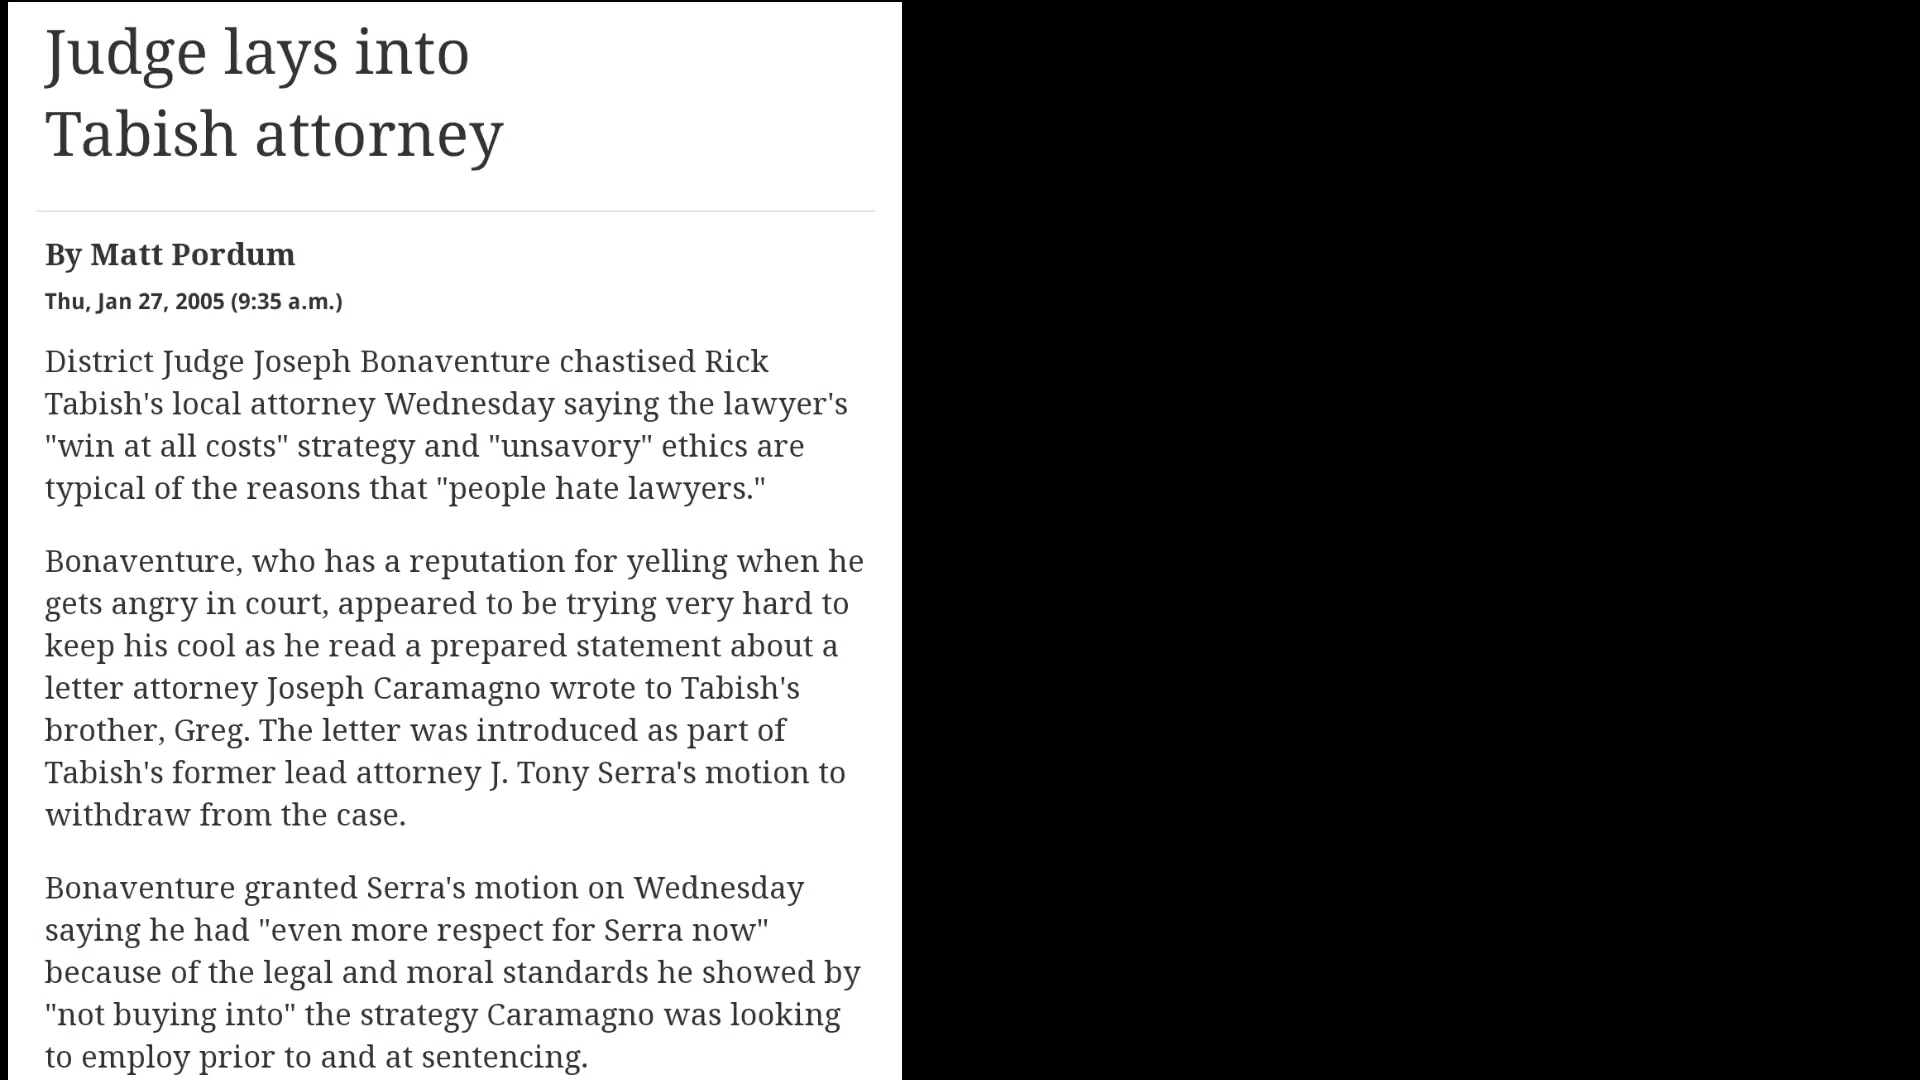 Judge lays into
Tabish attorney
By Matt Pordum
Thu, Jan 27, 2005 (9:35 a.m.)
District Judge Joseph Bonaventure chastised Rick
Tabish's local attorney Wednesday saying the lawyer's
"win at all costs" strategy and "unsavory" ethics are
typical of the reasons that "people hate lawyers."
Bonaventure, who has a reputation for yelling when he
gets angry in court, appeared to be trying very hard to
keep his cool as he read a prepared statement about a
letter attorney Joseph Caramagno wrote to Tabish's
brother, Greg. The letter was introduced as part of
Tabish's former lead attorney J. Tony Serra's motion to
withdraw from the case.
Bonaventure granted Serra's motion on Wednesday
saying he had "even more respect for Serra now"
because of the legal and moral standards he showed by
"not buying into" the strategy Caramagno was looking
to employ prior to and at sentencing.